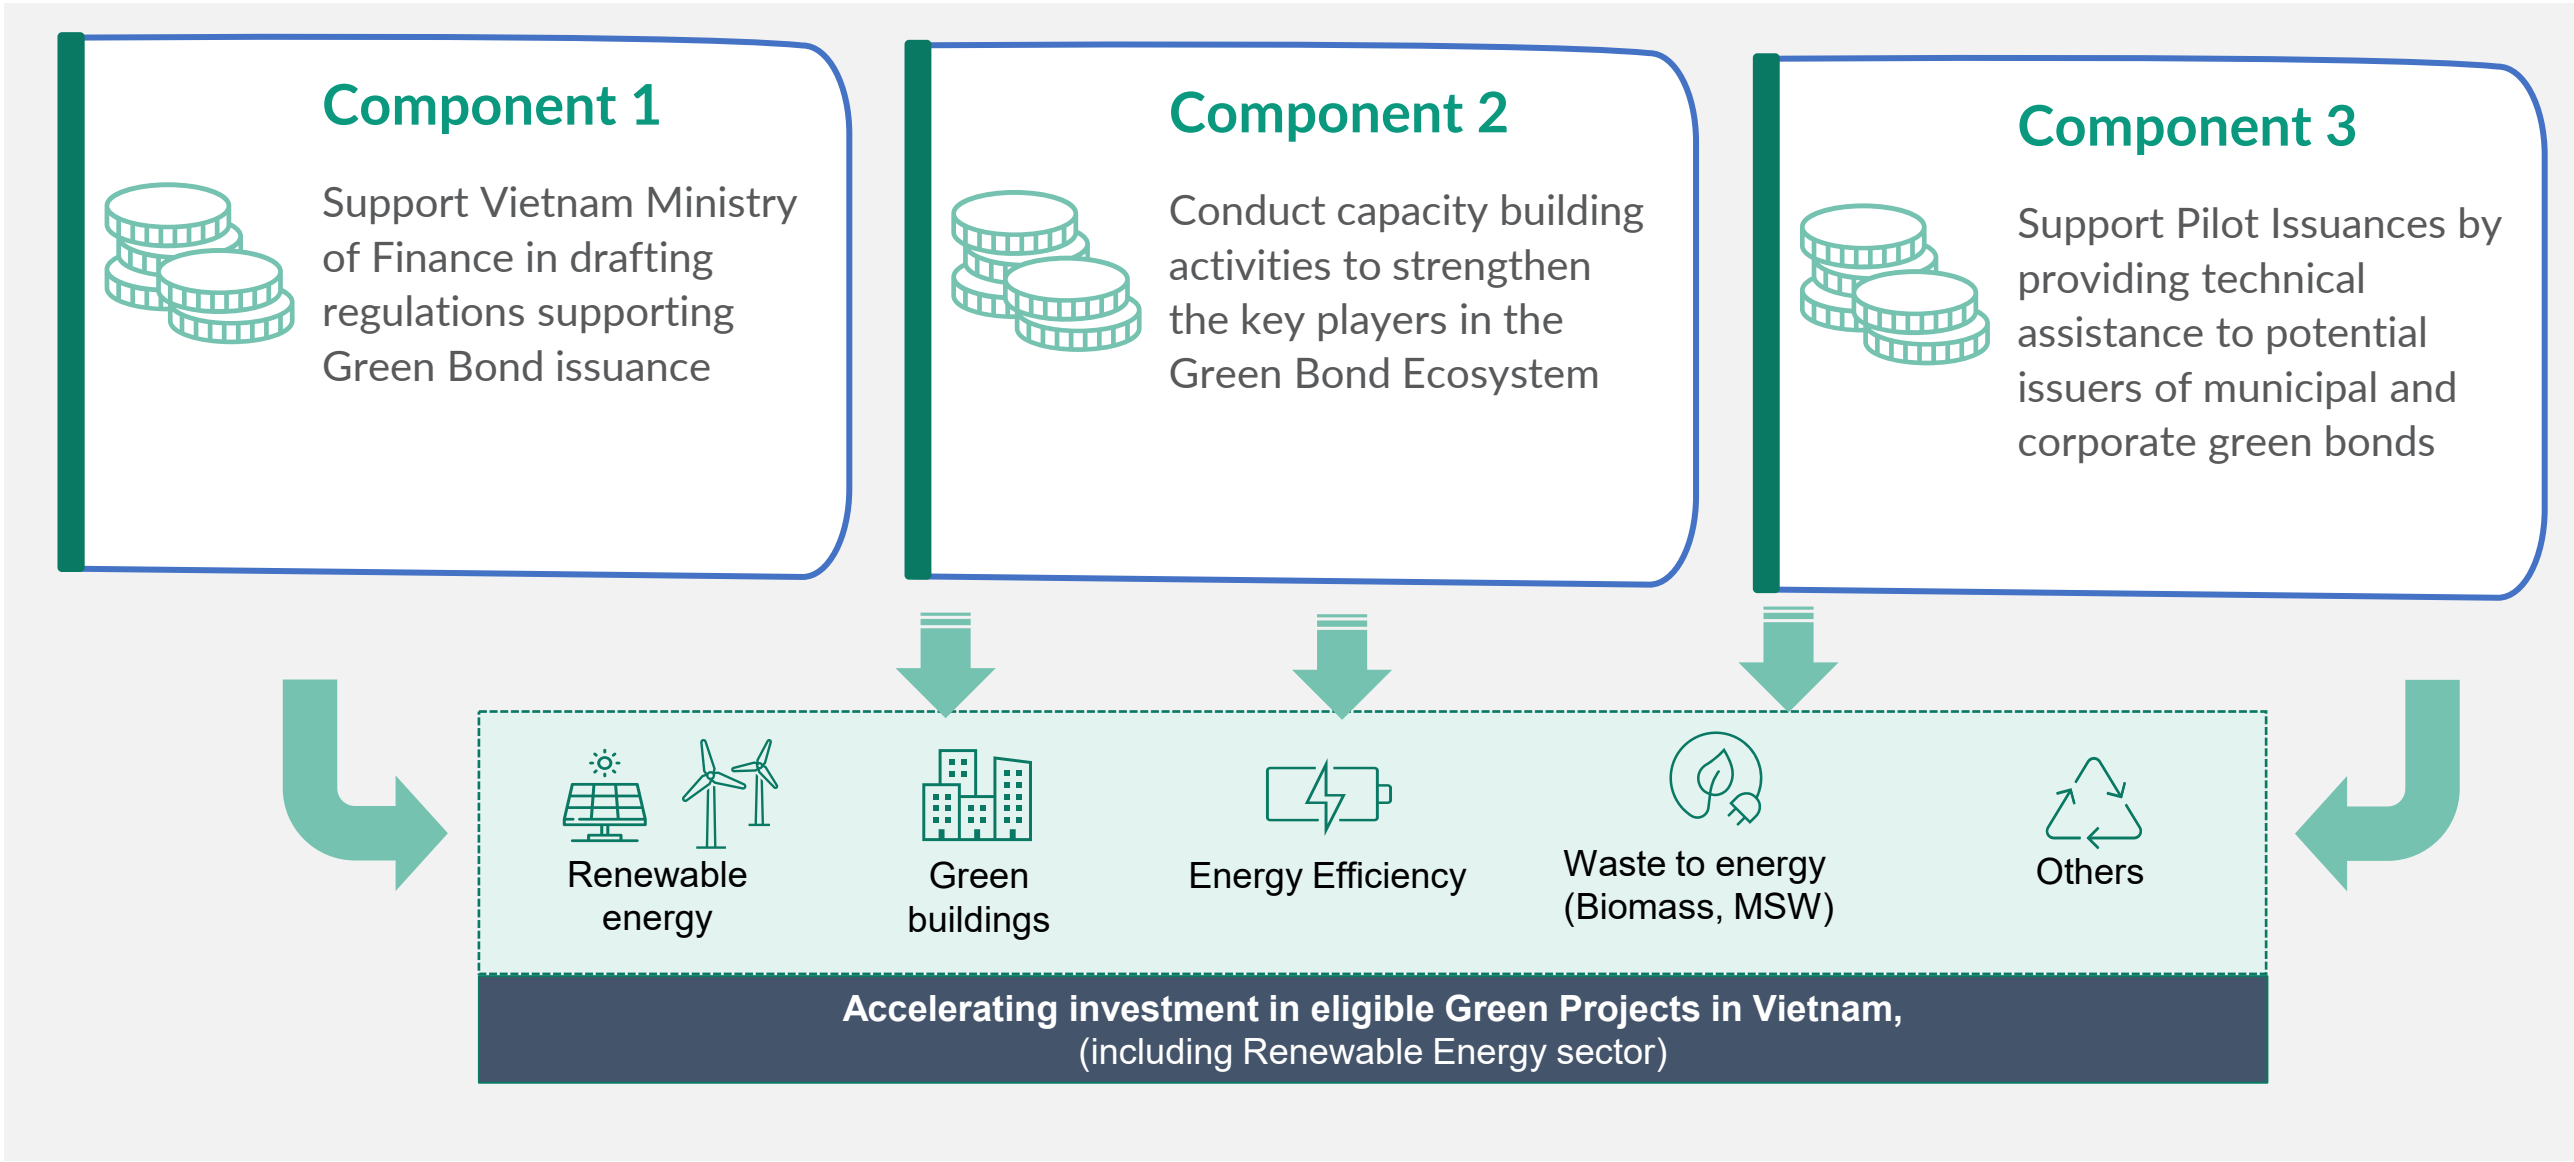 Component 1
Support Vietnam Ministry
of Finance in drafting
regulations supporting
Green Bond issuance
Component 2
Conduct capacity building
activities to strengthen
the key players in the
Green Bond Ecosystem
Component 3
Support Pilot Issuances by
providing technical
assistance to potential
issuers of municipal and
corporate green bonds
Renewable
energy
Green
buildings
Energy Efficiency
Waste to energy
(Biomass, MSW)
Others
Accelerating investment in eligible Green Projects in Vietnam,
(including Renewable Energy sector)